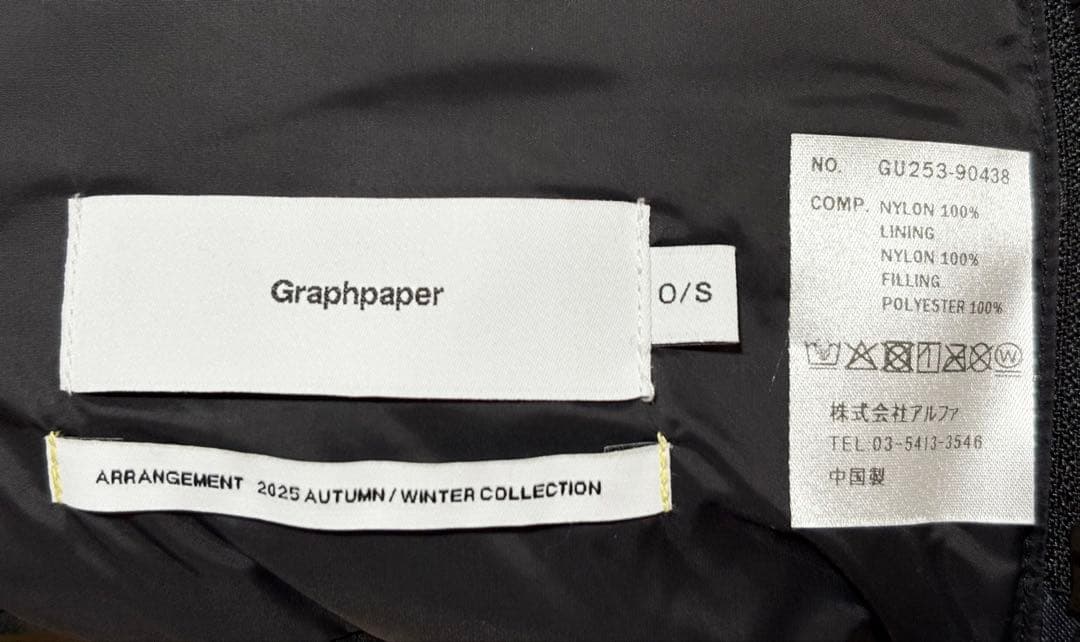 Graphpaper
O/S
ARRANGEMENT 2025 AUTUMN/WINTER COLLECTION
NO. GU253-90438
COMP. NYLON 100%
LINING
NYLON 100%
FILLING
POLYESTER 100%
W
株式会社アルファ
TEL.03-5413-3546
中国製